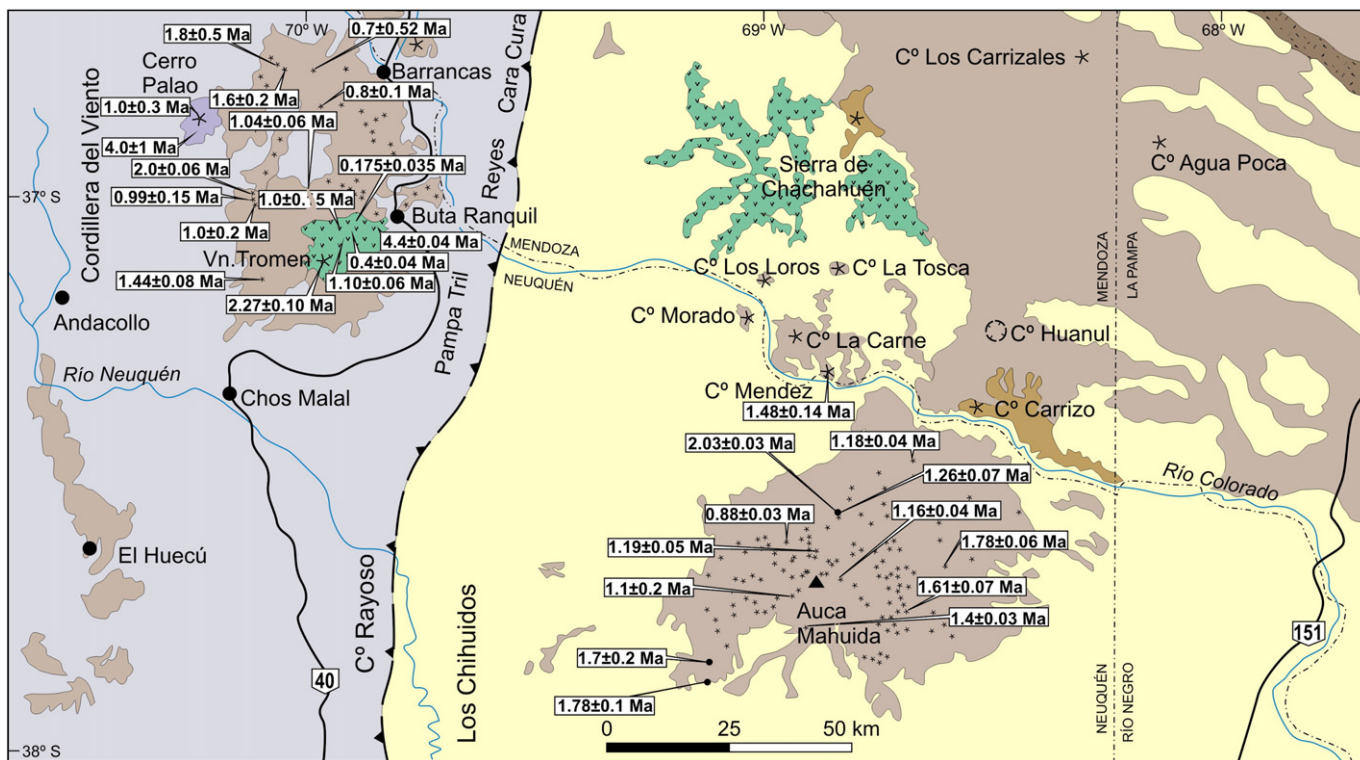 70º W
69º W
68º W
1.8±0.5 Ma
0.7±0.52 Ma
Cerro
Palao
Barrancas
Cº Los Carrizales
1.0±0.3 Ma
1.6±0.2 Ma
0.8±0.1 Ma
1.04±0.06 Ma
4.0±1 Ma
Cordillera del Viento
Cara Cura
Reyes
2.0±0.06 Ma
0.175±0.035 Ma
Sierra de
Chachahuén
Cº Agua Poca
37º S
0.99±0.15 Ma
Buta Ranquil
1.0±0.2 Ma
4.4±0.04 Ma
Vn.Tromen
0.4±0.04 Ma
1.44±0.08 Ma
1.10±0.06 Ma
2.27±0.10 Ma
MENDOZA
NEUQUÉN
MENDOZA
LA PAMPA
Cº Los Loros
Cº La Tosca
Andacollo
Pampa Tril
Cº Morado
Cº La Carne
Cº Huanul
Río Neuquén
Chos Malal
Cº Mendez
1.48±0.14 Ma
Cº Carrizo
2.03±0.03 Ma
1.18±0.04 Ma
1.26±0.07 Ma
Río Colorado
0.88±0.03 Ma
1.16±0.04 Ma
El Huecú
1.19±0.05 Ma
1.78±0.06 Ma
1.1±0.2 Ma
1.61±0.07 Ma
Auca
Mahuida
1.4±0.03 Ma
Cº Rayoso
Los Chihuidos
1.7±0.2 Ma
151
40
1.78±0.1 Ma
NEUQUÉN
RÍO NEGRO
0
25
50 km
38º S